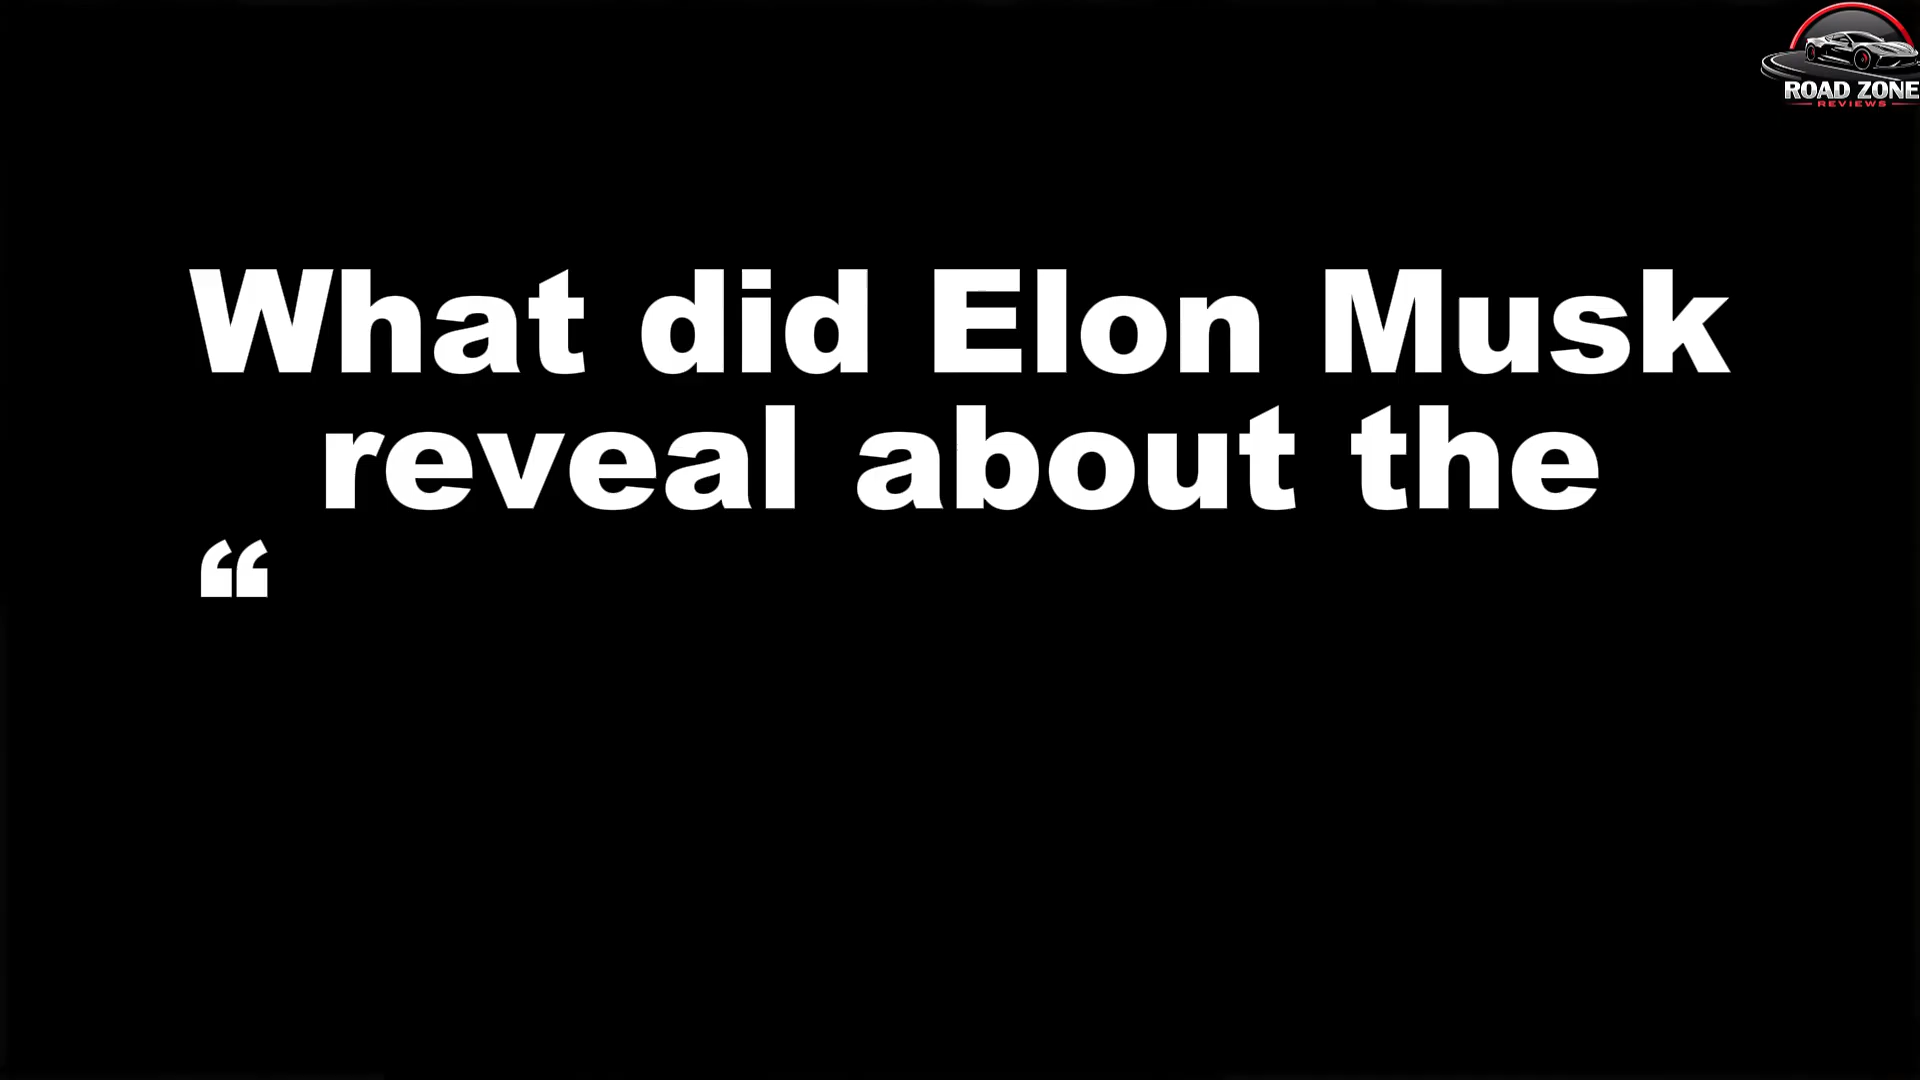 ROAD ZONE
REVIEWS
What did Elon Musk
reveal about the
“